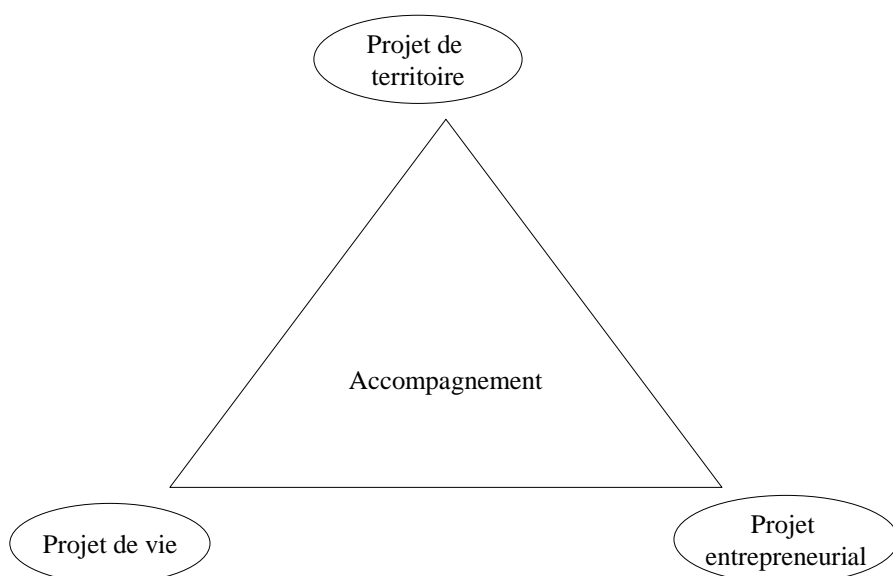 Projet de
territoire
Accompagnement
Projet de vie
Projet
entrepreneurial